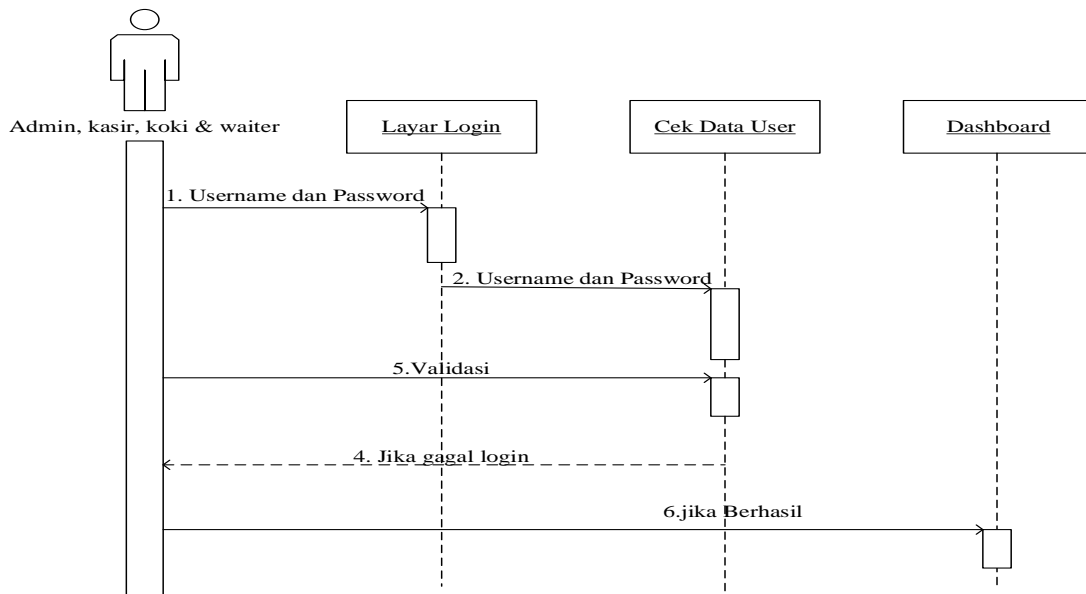 Admin, kasir, koki & waiter
Layar Login
Cek Data User
Dashboard
1. Username dan Password
2. Username dan Password
5.Validasi
4. Jika gagal login
6.jika Berhasil